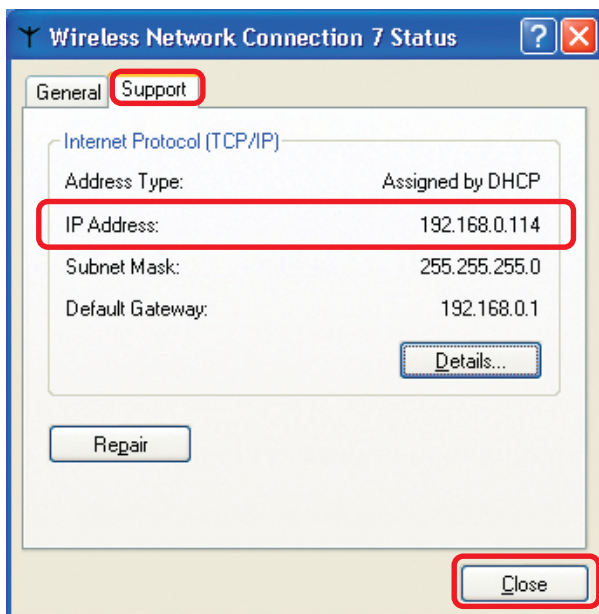 Wireless Network Connection 7 Status ?
General Support
Internet Protocol (TCP/IP)
Address Type: Assigned by DHCP
IP Address: 192.168.0.114
Subnet Mask: 255.255.255.0
Default Gateway: 192.168.0.1
Details...
Repair
Close